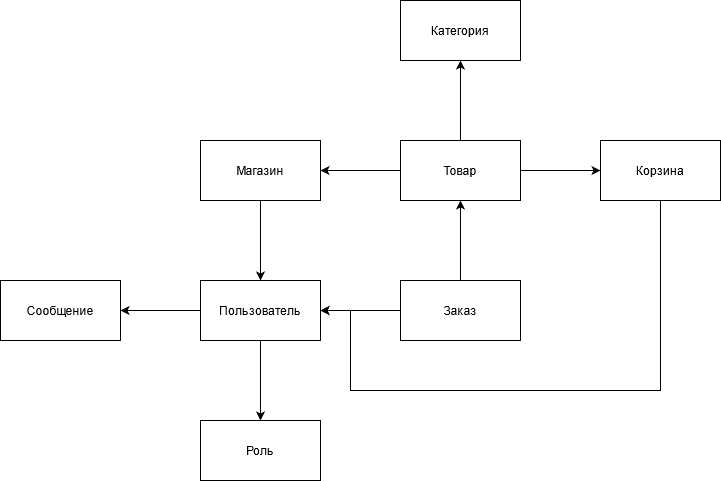 Категория
Магазин
Товар
Корзина
Сообщение
Пользователь
Заказ
Роль